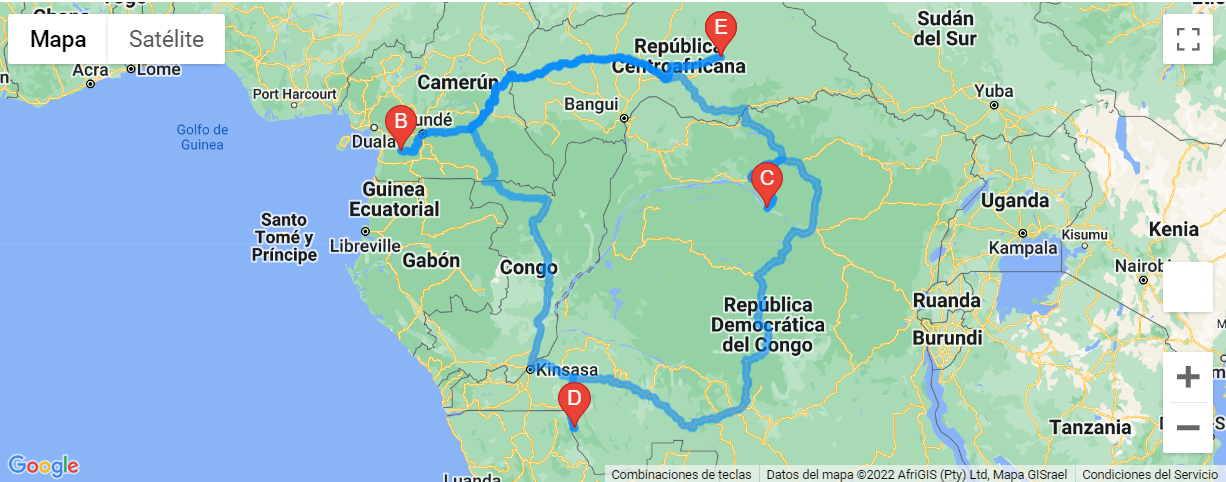 Togo
Costa
Ghana
Mapa
Satélite
Sudán
del Sur
E
República
Centroafricana
Acra
Lomé
Camerún
Port Harcourt
Yuba
Bangui
B
undé
Golfo de
Guinea
Duala
C
Guinea
Ecuatorial
Uganda
Santo
Tomé y
Príncipe
Libreville
Kampala
Kisumu
Kenia
Gabón
Congo
Nairobi
República
Democrática
del Congo
Ruanda
Burundi
Kinsasa
D
Tanzania
Google
Luanda
Combinaciones de teclas
Datos del mapa ©2022 AfriGIS (Pty) Ltd, Mapa GISrael
Condiciones del Servicio